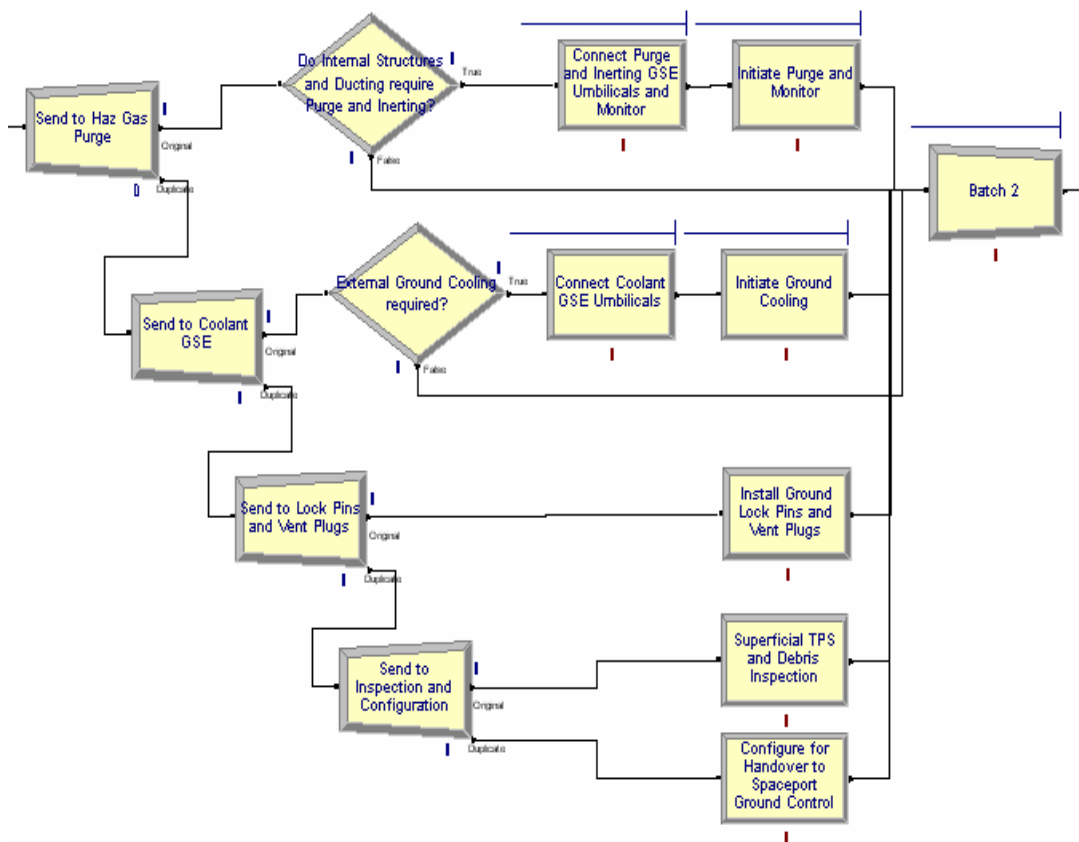 Do Internal Structures
and Ducting require
Purge and Inerting?
True
False
Connect Purge
and Inerting GSE
Umbilicals and
Monitor
Initiate Purge and
Monitor
Send to Haz Gas
Purge
Original
Duplicate
Batch 2
External Ground Cooling
required?
True
False
Connect Coolant
GSE Umbilicals
Initiate Ground
Cooling
Send to Coolant
GSE
Original
Duplicate
Send to Lock Pins
and Vent Plugs
Original
Duplicate
Install Ground
Lock Pins and
Vent Plugs
Send to
Inspection and
Configuration
Original
Duplicate
Superficial TPS
and Debris
Inspection
Configure for
Handover to
Spaceport
Ground Control